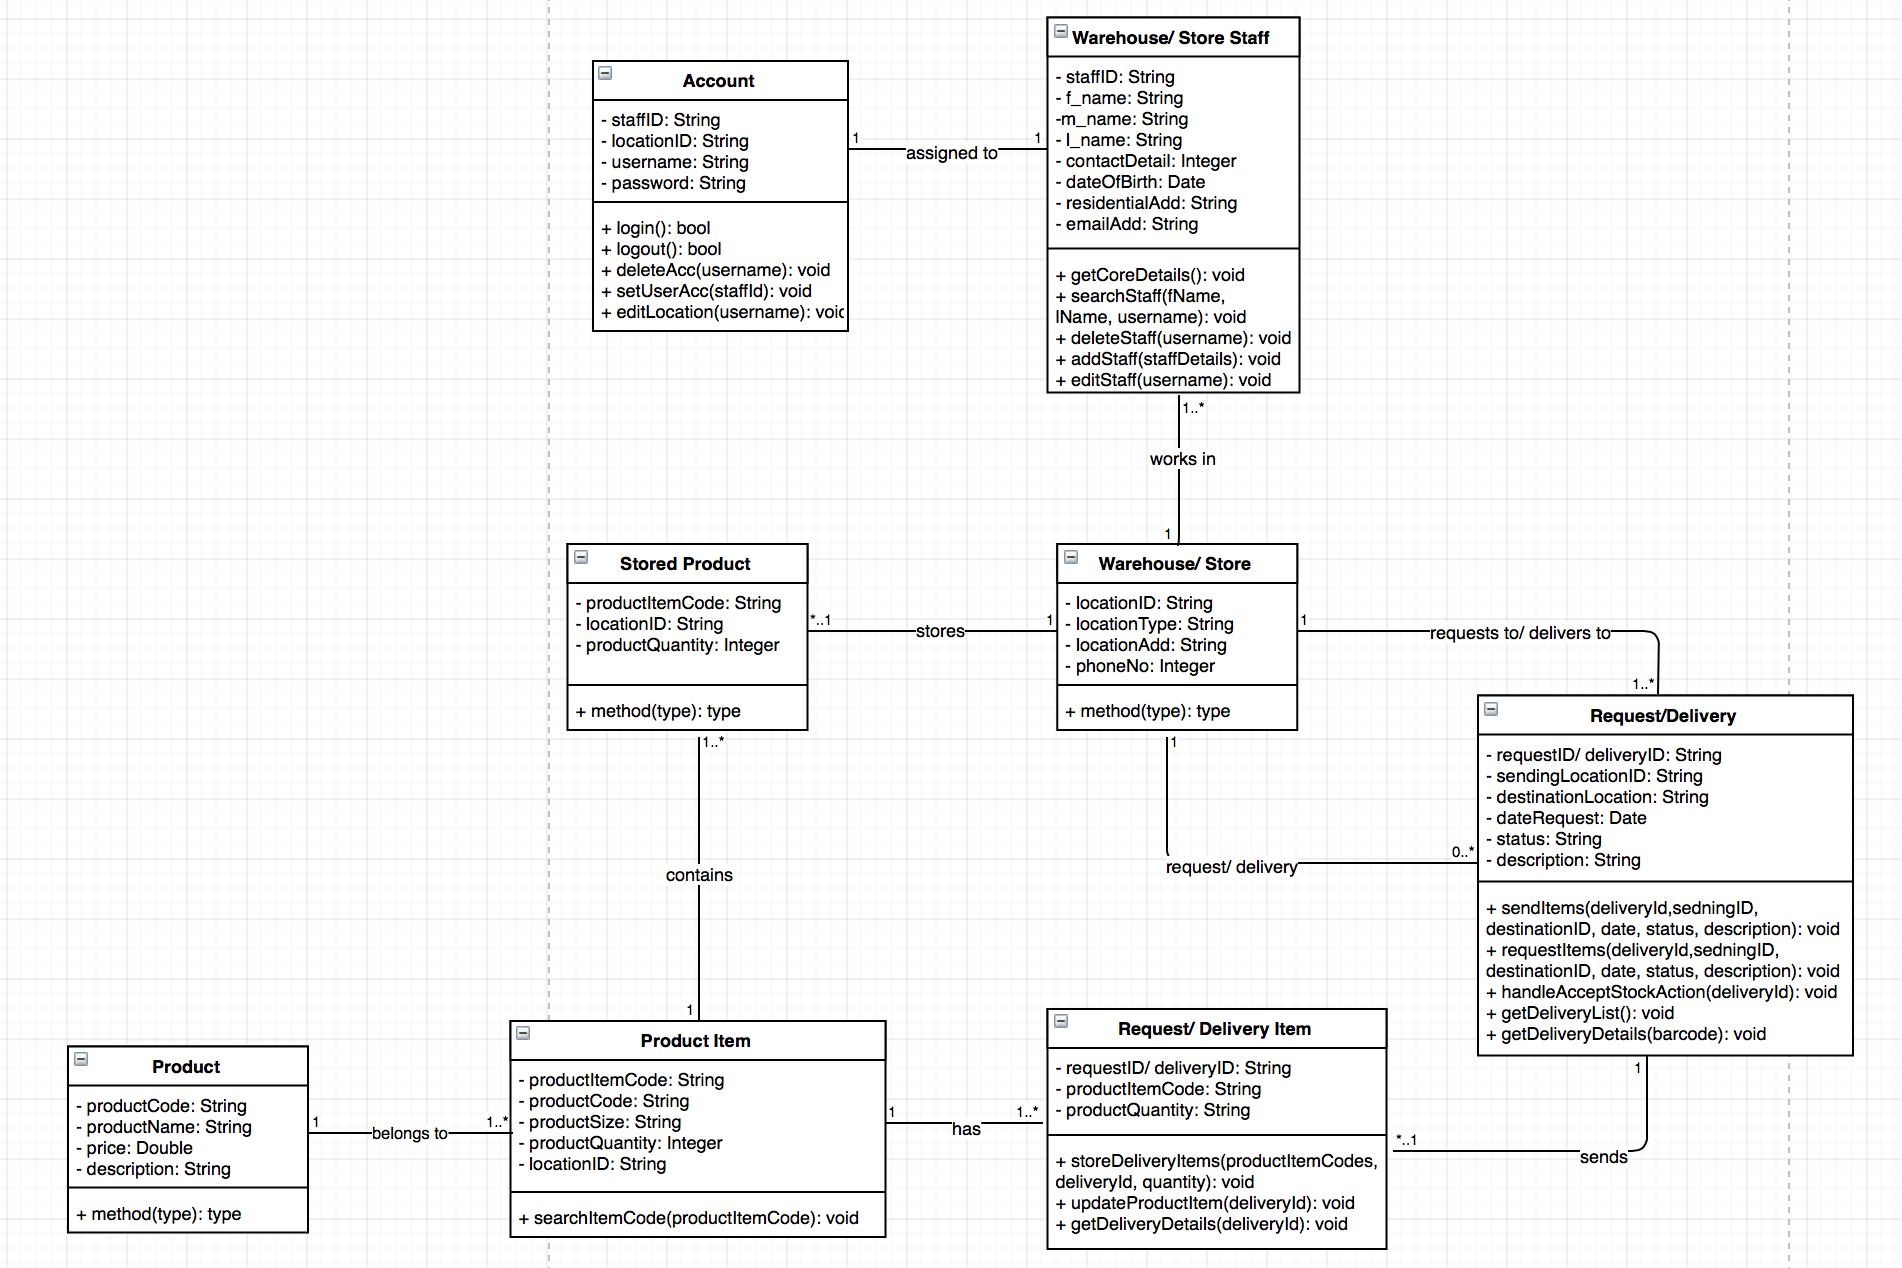 Warehouse/ Store Staff
- staffID: String
- f_name: String
-m_name: String
- l_name: String
- contactDetail: Integer
- dateOfBirth: Date
- residentialAdd: String
- emailAdd: String
+ getCoreDetails(): void
+ searchStaff(fName,
lName, username): void
+ deleteStaff(username): void
+ addStaff(staffDetails): void
+ editStaff(username): void
Account
- staffID: String
- locationID: String
- username: String
- password: String
+ login(): bool
+ logout(): bool
+ deleteAcc(username): void
+ setUserAcc(staffId): void
+ editLocation(username): voic
1
assigned to
1
1..*
works in
1
Stored Product
- productItemCode: String
- locationID: String
- productQuantity: Integer
+ method(type): type
*..1
stores
1
Warehouse/ Store
- locationID: String
- locationType: String
- locationAdd: String
- phoneNo: Integer
+ method(type): type
1
requests to/ delivers to
1..*
1
request/ delivery
0..*
Request/Delivery
- requestID/ deliveryID: String
- sendingLocationID: String
- destinationLocation: String
- dateRequest: Date
- status: String
- description: String
+ sendItems(deliveryId,sedningID,
destinationID, date, status, description): void
+ requestItems(deliveryId,sedningID,
destinationID, date, status, description): void
+ handleAcceptStockAction(deliveryId): void
+ getDeliveryList(): void
+ getDeliveryDetails(barcode): void
1..*
contains
1
Product
- productCode: String
- productName: String
- price: Double
- description: String
+ method(type): type
1
belongs to
1..*
Product Item
- productItemCode: String
- productCode: String
- productSize: String
- productQuantity: Integer
- locationID: String
+ searchItemCode(productItemCode): void
1
has
1..*
Request/ Delivery Item
- requestID/ deliveryID: String
- productItemCode: String
- productQuantity: String
+ storeDeliveryItems(productItemCodes,
deliveryId, quantity): void
+ updateProductItem(deliveryId): void
+ getDeliveryDetails(deliveryId): void
1
*..1
sends